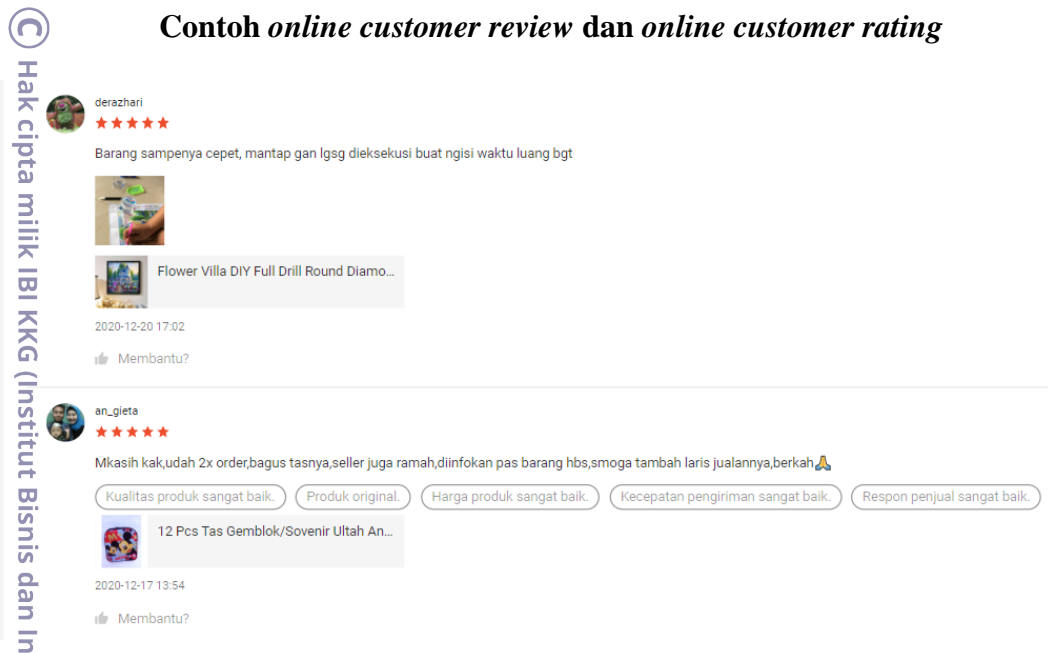 Contoh online customer review dan online customer rating
© Hak cipta milik IBI KKG (Institut Bisnis dan In
derazhari
Barang sampenya cepet, mantap gan lgsg dieksekusi buat ngisi waktu luang bgt
Flower Villa DIY Full Drill Round Diamo...
2020-12-20 17:02
Membantu?
an_gieta
Mkasih kak,udah 2x order,bagus tasnya,seller juga ramah,diinfokan pas barang hbs,smoga tambah laris jualannya,berkah🙏
Kualitas produk sangat baik. Produk original. Harga produk sangat baik. Kecepatan pengiriman sangat baik. Respon penjual sangat baik.
12 Pcs Tas Gemblok/Sovenir Ultah An...
2020-12-17 13:54
Membantu?